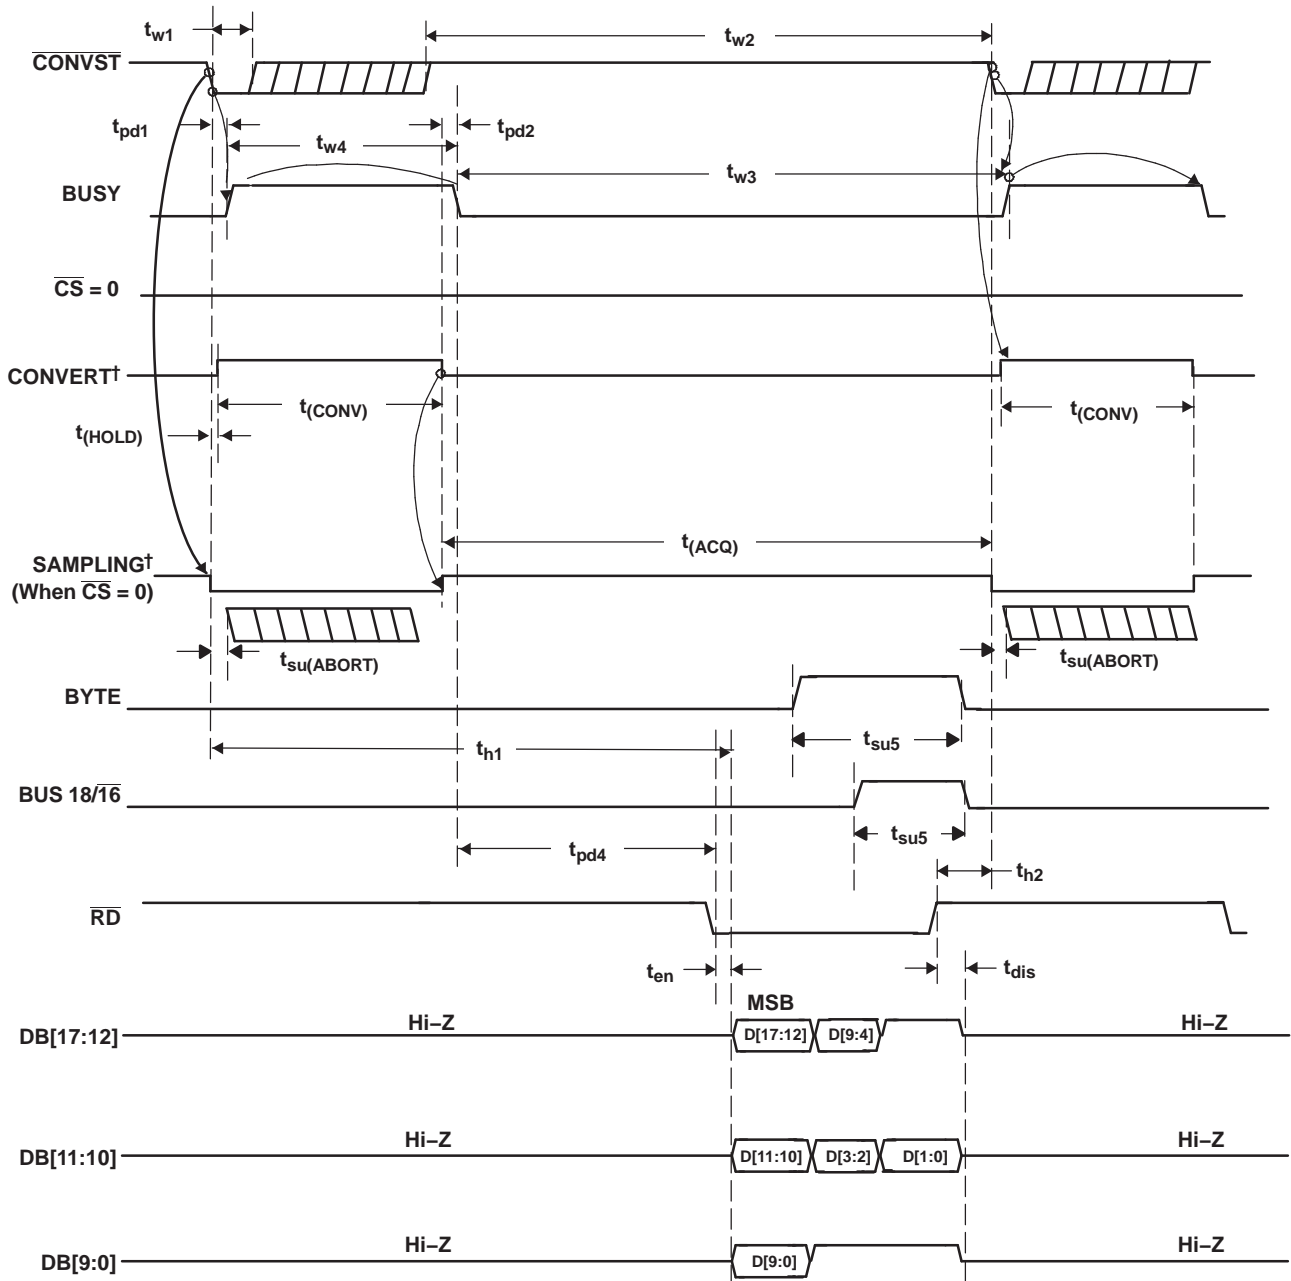 tw1
tw2
CONVST
tpd1
tw4
tpd2
tw3
BUSY
CS = 0
CONVERT†
t(CONV)
t(CONV)
t(HOLD)
t(ACQ)
SAMPLING†
(When CS = 0)
tsu(ABORT)
tsu(ABORT)
BYTE
th1
tsu5
BUS 18/16
tsu5
tpd4
th2
RD
ten
tdis
MSB
Hi–Z
Hi–Z
DB[17:12]
D[17:12]
D[9:4]
Hi–Z
Hi–Z
DB[11:10]
D[11:10]
D[3:2]
D[1:0]
Hi–Z
Hi–Z
DB[9:0]
D[9:0]